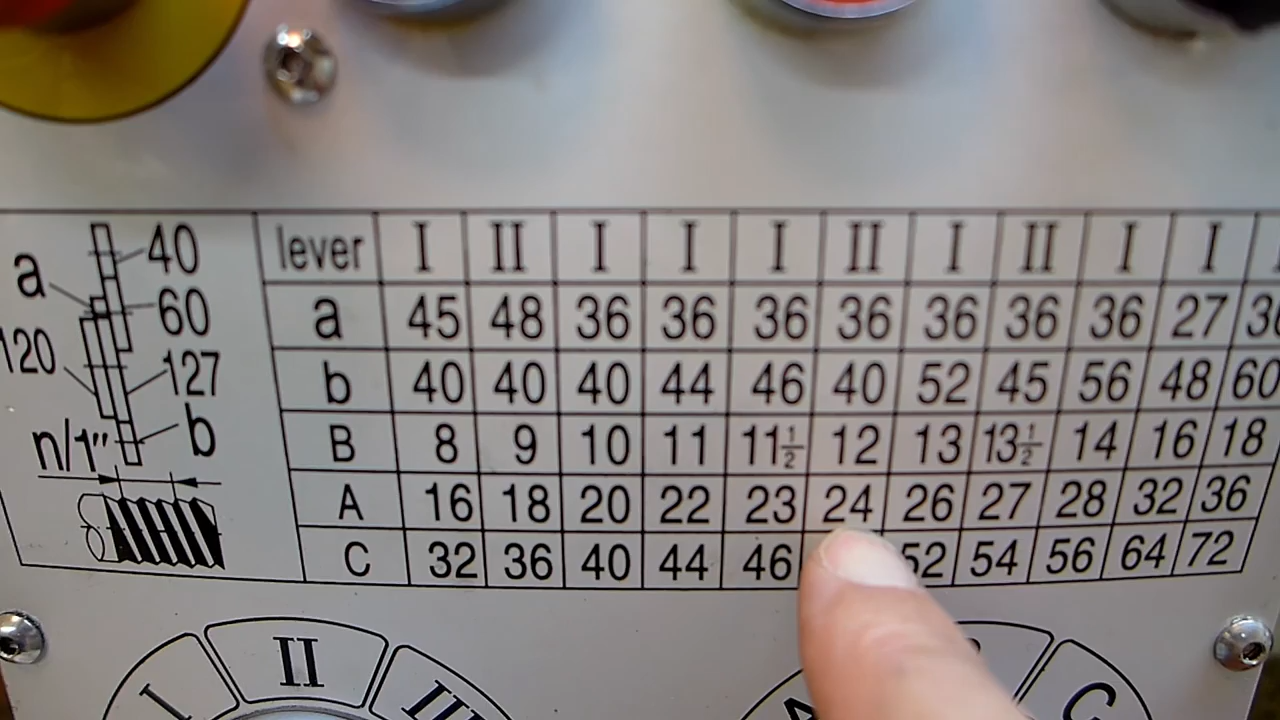 lever I II I I I II I II I I
a 45 48 36 36 36 36 36 36 36 27
b 40 40 40 44 46 40 52 45 56 48 60
B 8 9 10 11 11½ 12 13 13½ 14 16 18
A 16 18 20 22 23 24 26 27 28 32 36
C 32 36 40 44 46 52 54 56 64 72
a 40
60
120 127
n/1" b
I II III A C